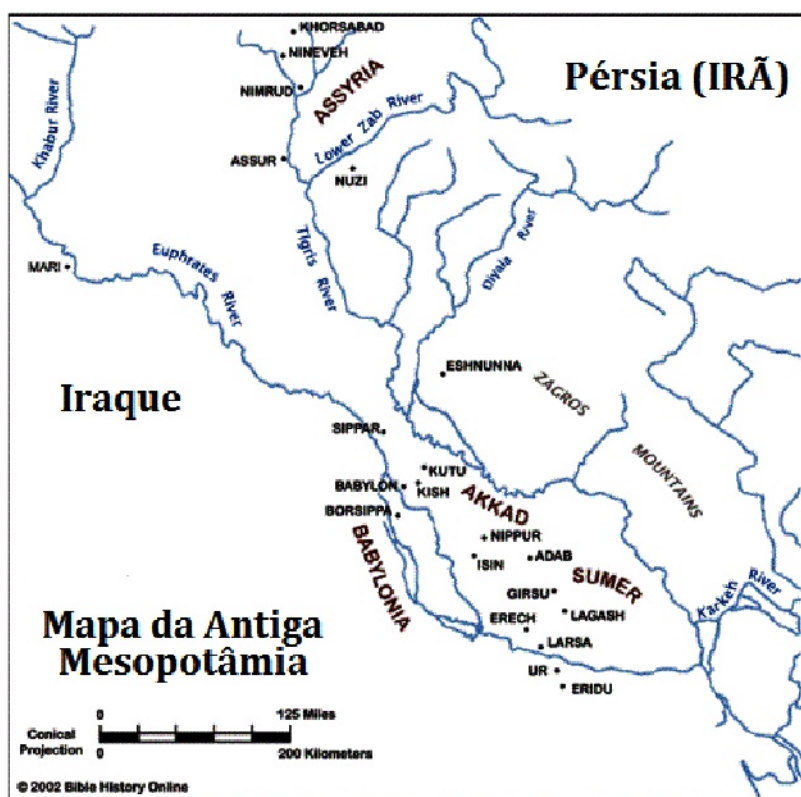 KHORSABAD
NINEVEH
NIMRUD
ASSYRIA
Pérsia (IRÃ)
Khabur River
Lower Zab River
ASSUR
NUZI
Tigris River
Diyala River
MARI
Euphrates River
ESHNUNNA
ZAGROS
MOUNTAINS
Iraque
SIPPAR
KUTU
BABYLON
KISH
AKKAD
BORSIPPA
NIPPUR
BABYLONIA
ISIN
ADAB
SUMER
GIRSU
LAGASH
ERECH
LARSA
UR
ERIDU
Karkeh River
Mapa da Antiga
Mesopotâmia
0 125 Miles
Conical
Projection
0 200 Kilometers
© 2002 Bible History Online